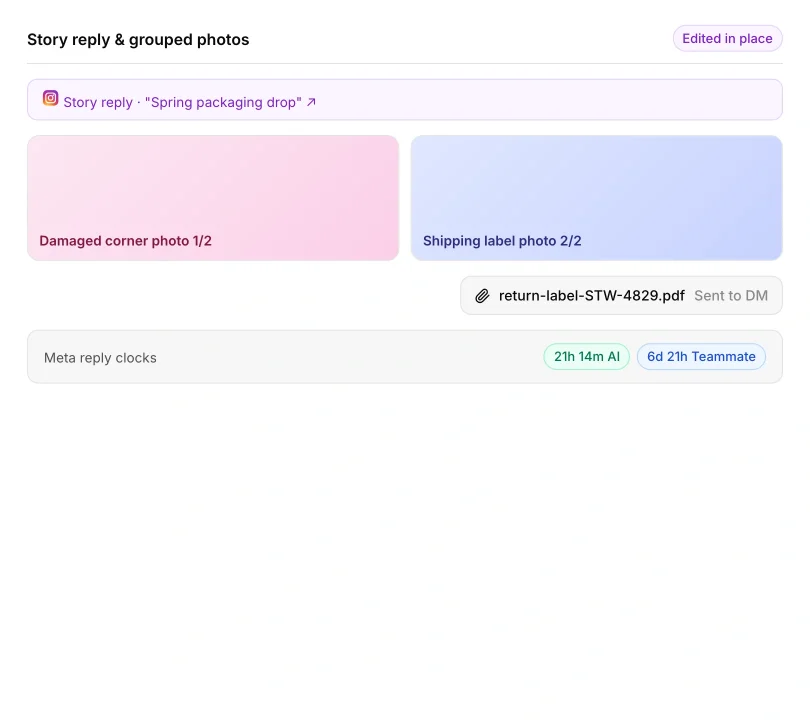 Story reply & grouped photos
Edited in place
Story reply · "Spring packaging drop" ↗
Damaged corner photo 1/2
Shipping label photo 2/2
return-label-STW-4829.pdf Sent to DM
Meta reply clocks
21h 14m AI
6d 21h Teammate